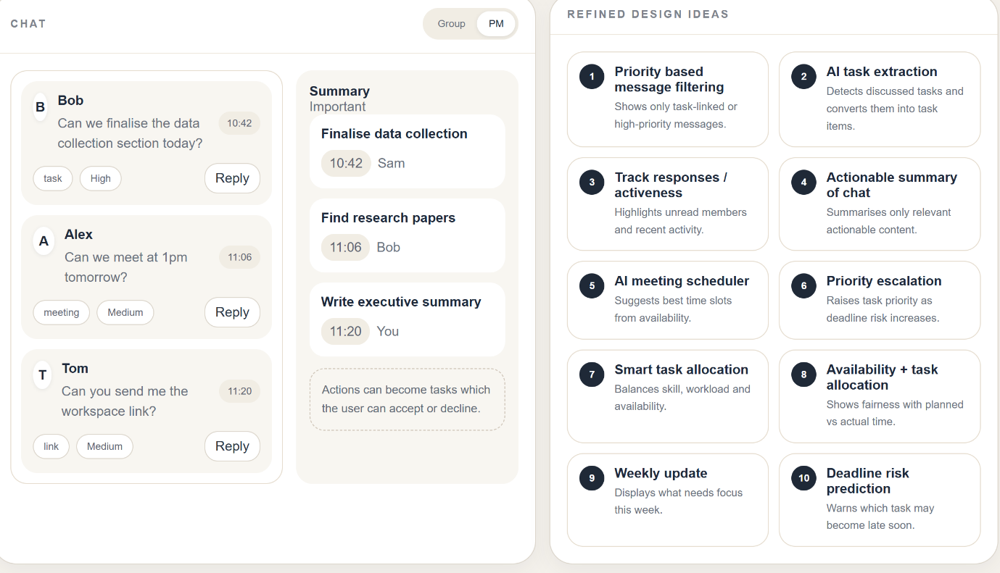 CHAT
Group
PM
B
Bob
Can we finalise the data
collection section today?
10:42
task
High
Reply
A
Alex
Can we meet at 1pm
tomorrow?
11:06
meeting
Medium
Reply
T
Tom
Can you send me the
workspace link?
11:20
link
Medium
Reply
Summary
Important
Finalise data collection
10:42 Sam
Find research papers
11:06 Bob
Write executive summary
11:20 You
Actions can become tasks which
the user can accept or decline.
REFINED DESIGN IDEAS
1
Priority based
message filtering
Shows only task-linked or
high-priority messages.
2
AI task extraction
Detects discussed tasks and
converts them into task
items.
3
Track responses /
activeness
Highlights unread members
and recent activity.
4
Actionable summary
of chat
Summarises only relevant
actionable content.
5
AI meeting scheduler
Suggests best time slots
from availability.
6
Priority escalation
Raises task priority as
deadline risk increases.
7
Smart task allocation
Balances skill, workload and
availability.
8
Availability + task
allocation
Shows fairness with planned
vs actual time.
9
Weekly update
Displays what needs focus
this week.
10
Deadline risk
prediction
Warns which task may
become late soon.